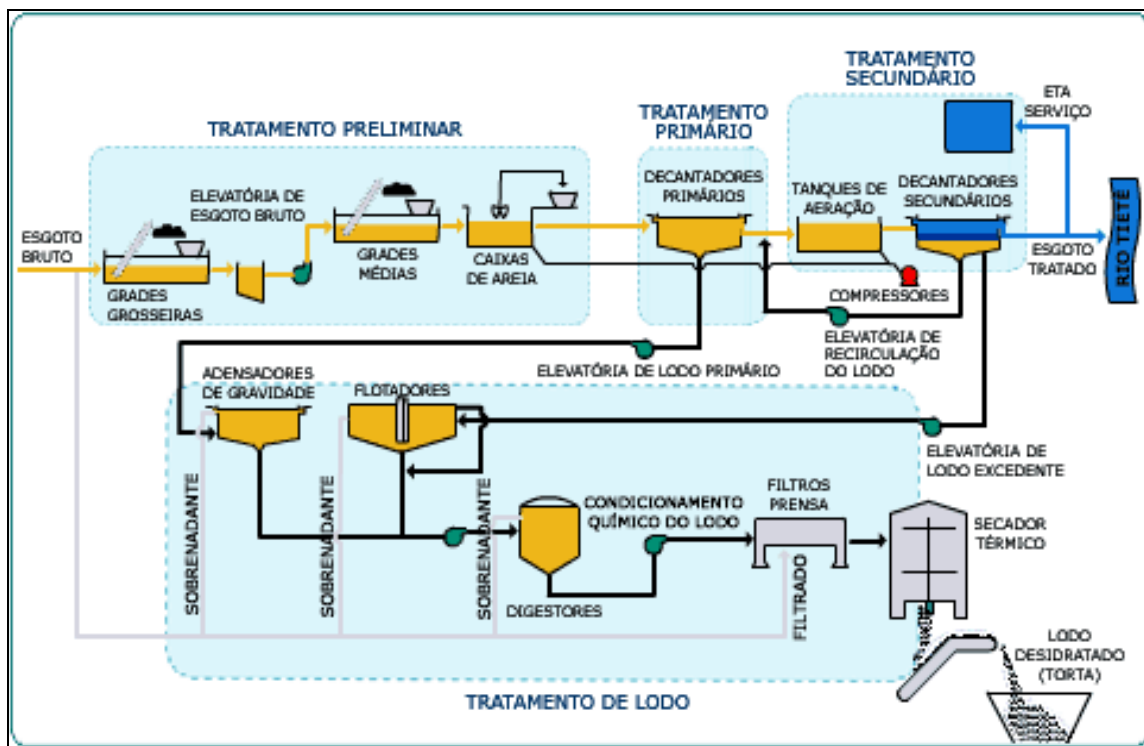 TRATAMENTO
SECUNDÁRIO
ETA
SERVIÇO
TRATAMENTO
PRIMÁRIO
TRATAMENTO PRELIMINAR
DECANTADORES
PRIMÁRIOS
TANQUES DE
AERAÇÃO
DECANTADORES
SECUNDÁRIOS
ELEVATÓRIA DE
ESGOTO BRUTO
ESGOTO
BRUTO
GRADES
GROSSEIRAS
GRADES
MÉDIAS
CAIXAS
DE AREIA
COMPRESSORES
ESGOTO
TRATADO
RIO TIETÊ
ELEVATÓRIA DE
RECIRCULAÇÃO
DO LODO
ELEVATÓRIA DE LODO PRIMÁRIO
ADENSADORES
DE GRAVIDADE
FLOTADORES
ELEVATÓRIA DE
LODO EXCEDENTE
SOBRENADANTE
SOBRENADANTE
SOBRENADANTE
CONDICIONAMENTO
QUÍMICO DO LODO
FILTROS
PRENSA
SECADOR
TÉRMICO
DIGESTORES
FILTRADO
LODO
DESIDRATADO
(TORTA)
TRATAMENTO DE LODO